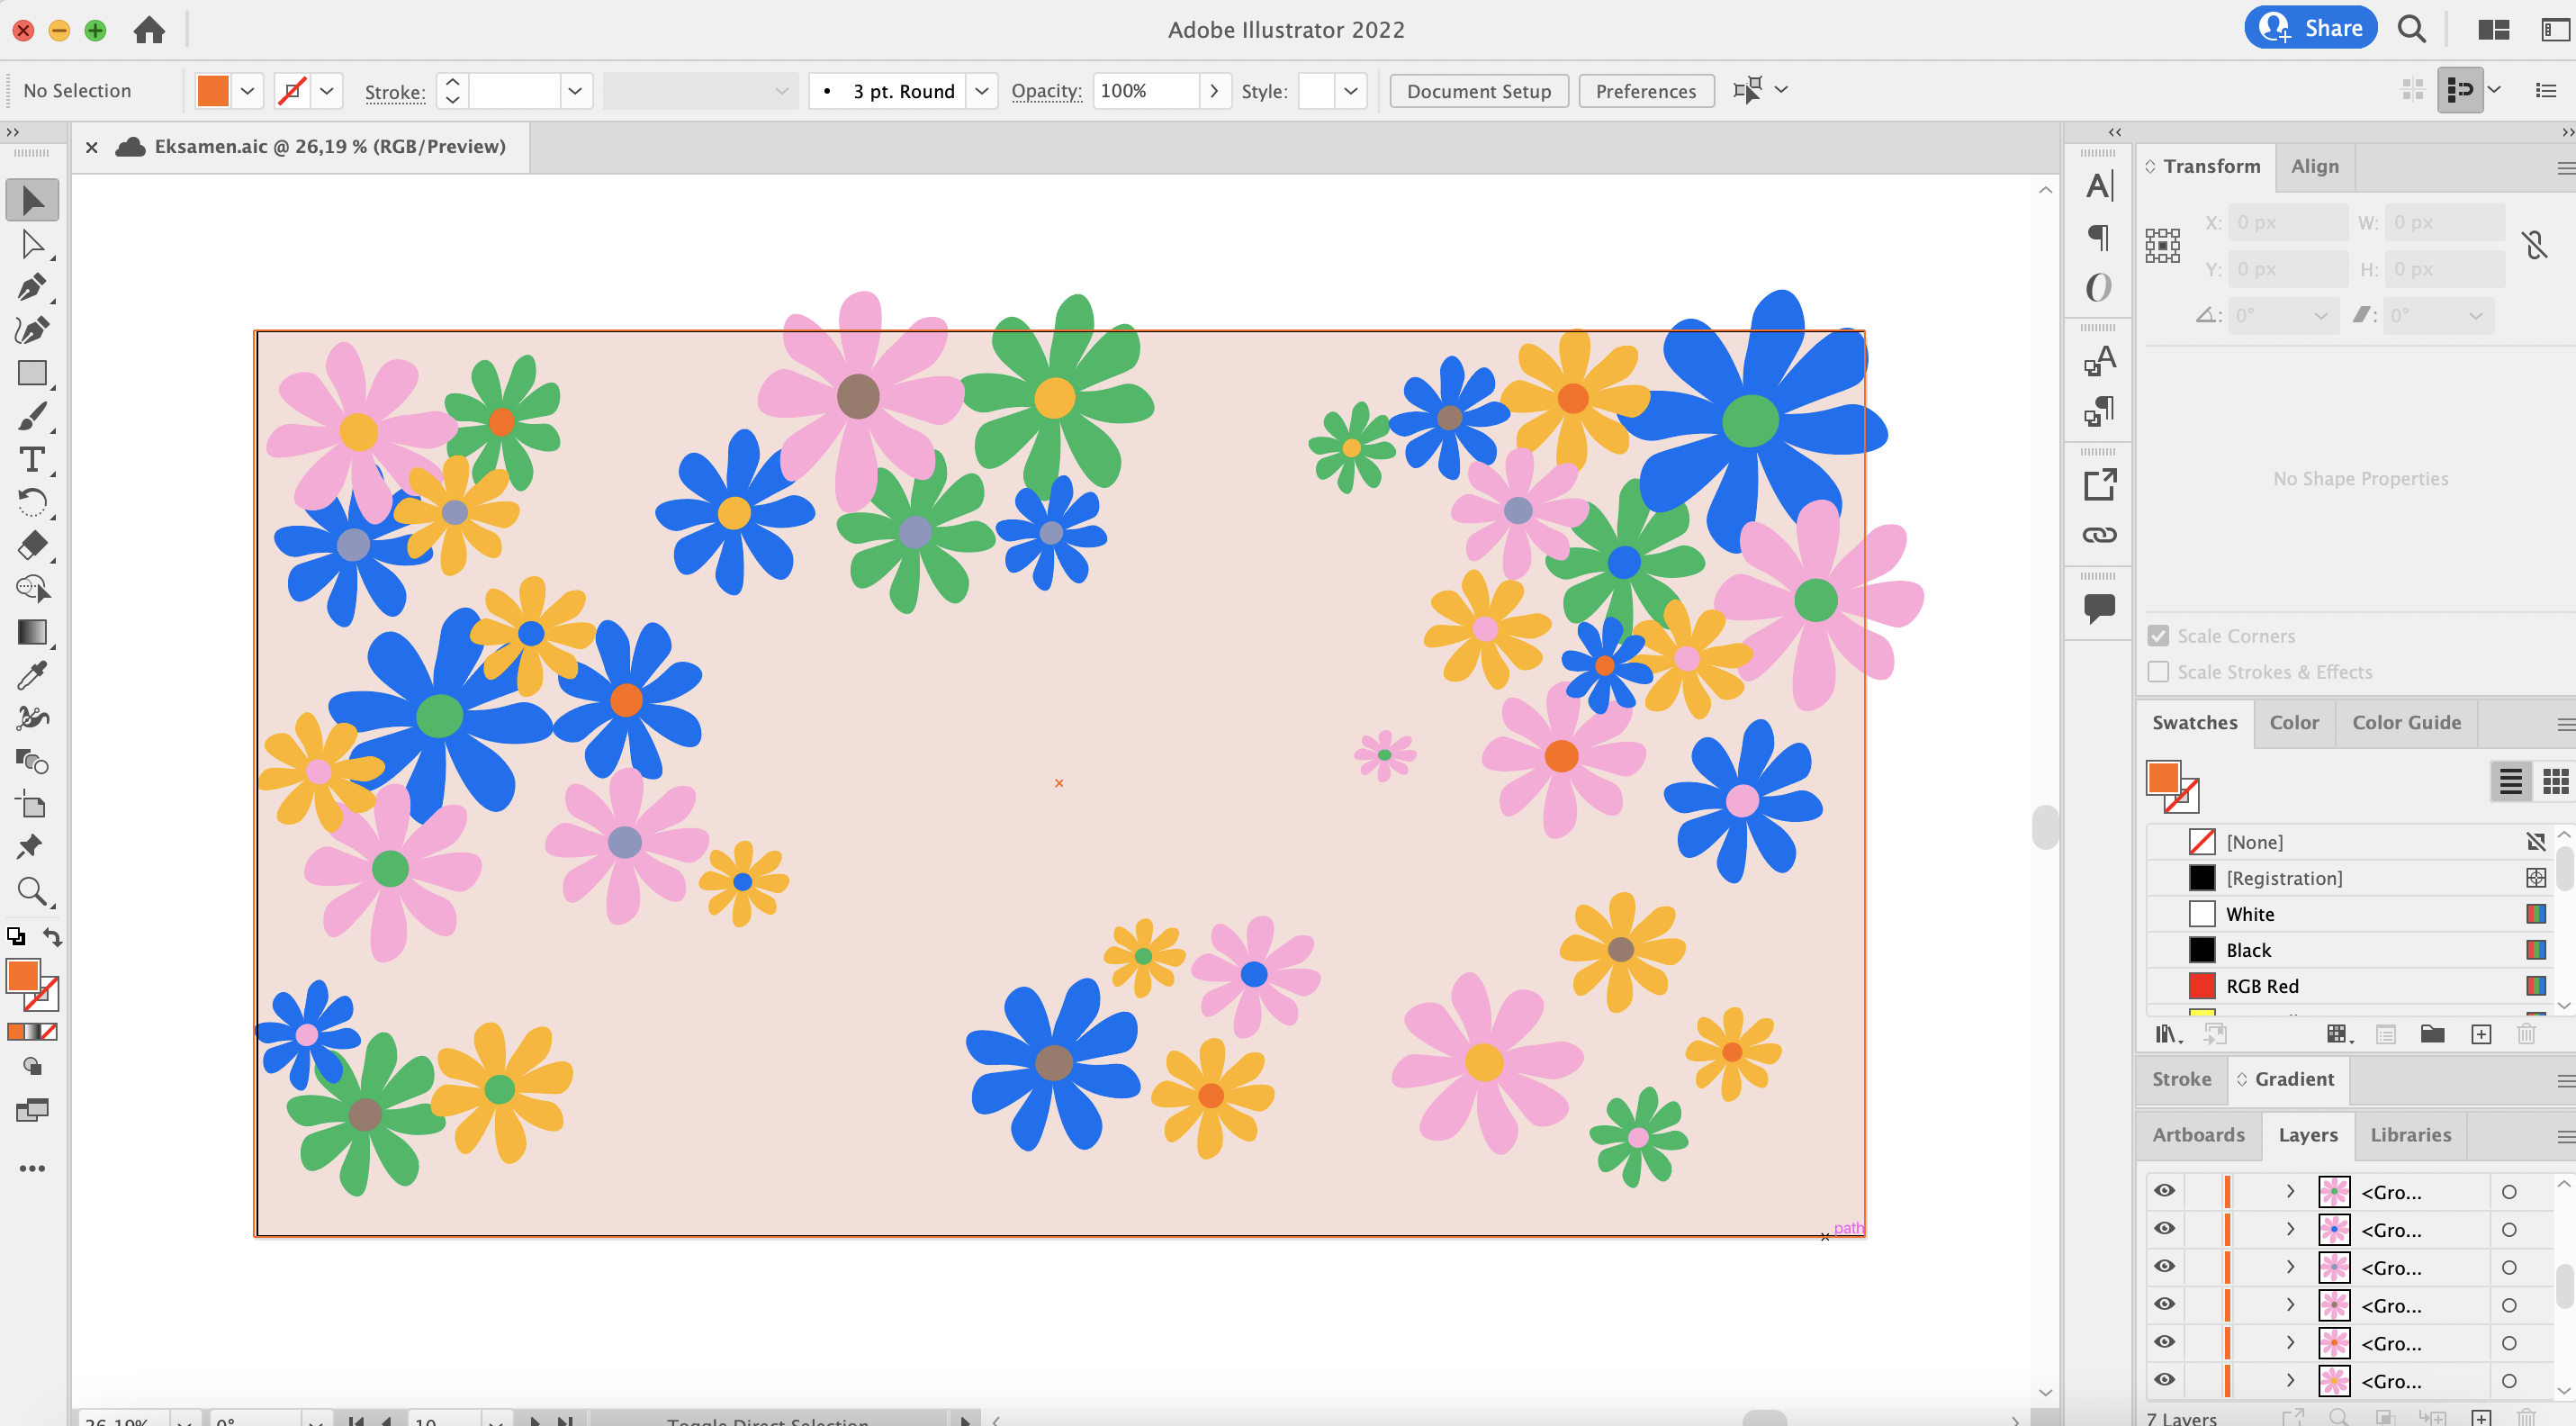 Adobe Illustrator 2022
Share
No Selection
Stroke:
3 pt. Round
Opacity:
100%
Style:
Document Setup
Preferences
Eksamen.aic @ 26,19 % (RGB/Preview)
Transform
Align
X:
0 px
W:
0 px
Y:
0 px
H:
0 px
0°
0°
No Shape Properties
Scale Corners
Scale Strokes & Effects
Swatches
Color
Color Guide
[None]
[Registration]
White
Black
RGB Red
Stroke
Gradient
Artboards
Layers
Libraries
<Gro...
<Gro...
<Gro...
<Gro...
<Gro...
<Gro...
path
26,19%
0°
10
Toggle Direct Selection
7 Layers